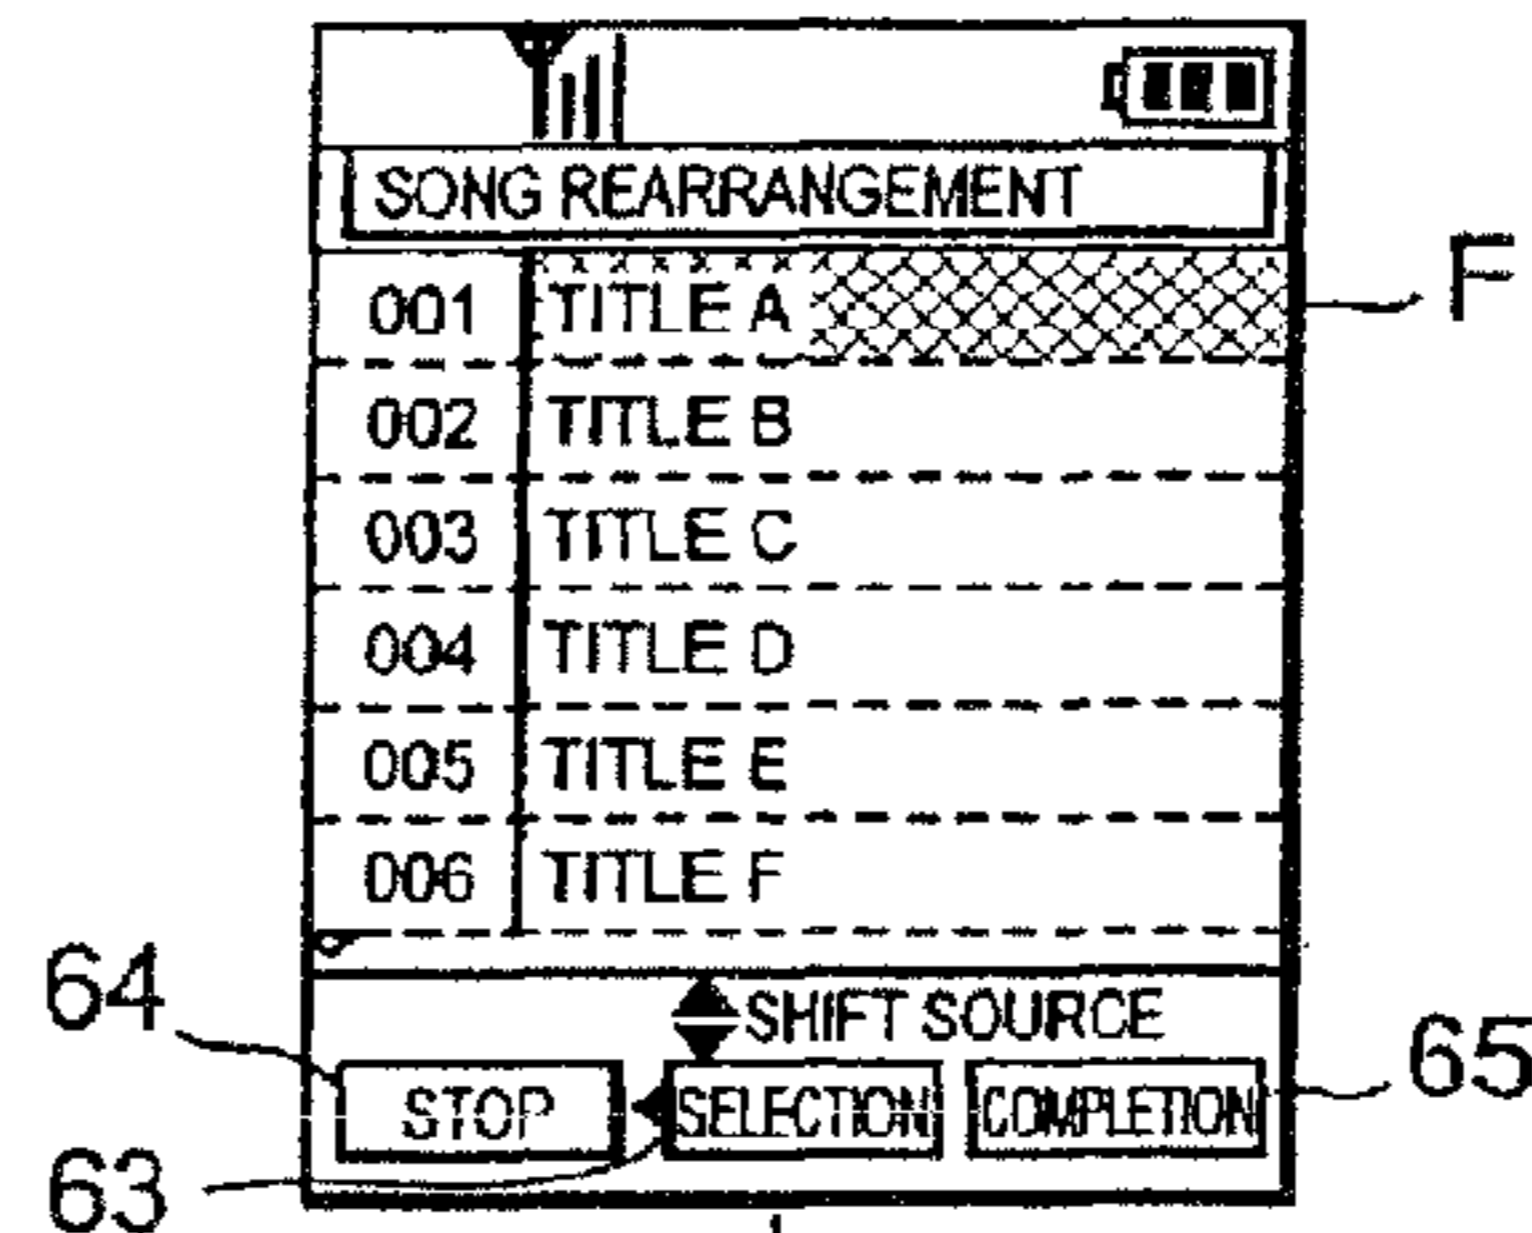 SONG REARRANGEMENT
001 TITLE A
F
002 TITLE B
003 TITLE C
004 TITLE D
005 TITLE E
006 TITLE F
64
SHIFT SOURCE
65
STOP SELECTION COMPLETION
63